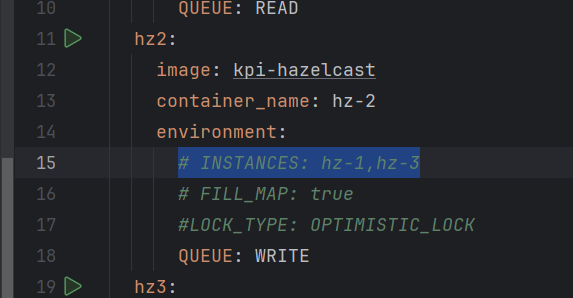 10 QUEUE: READ
11 hz2:
12 image: kpi-hazelcast
13 container_name: hz-2
14 environment:
15 # INSTANCES: hz-1,hz-3
16 # FILL_MAP: true
17 #LOCK_TYPE: OPTIMISTIC_LOCK
18 QUEUE: WRITE
19 hz3: